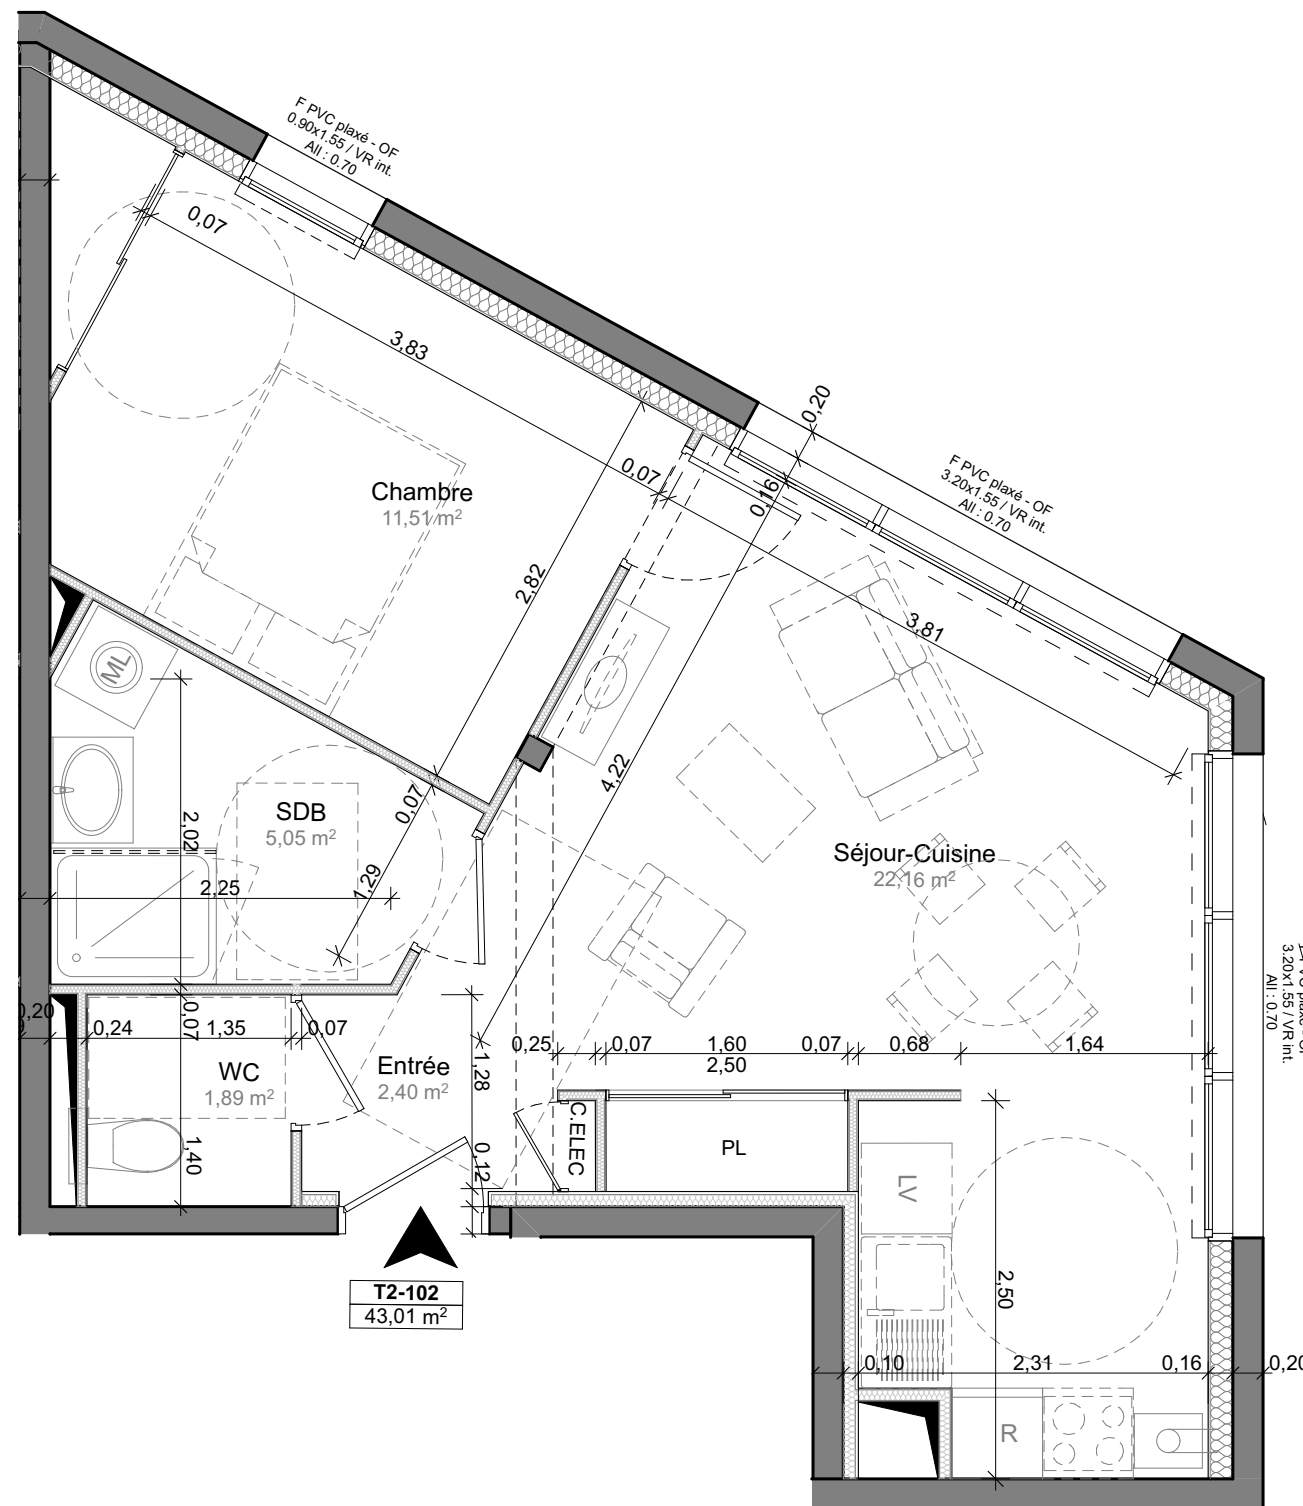 F PVC plaxé - OF
0.90x1.55 / VR int.
All : 0.70
0,07
3,83
0,20
F PVC plaxé - OF
3.20x1.55 / VR int.
All : 0.70
0,07
0,16
Chambre
11,51 m²
2,82
3,81
ML
4,22
SDB
5,05 m²
2,02
0,07
2,25
1,29
Séjour-Cuisine
22,16 m²
3.20x1.55 / VR int.
All : 0.70
0,20
0,07
0,24
1,35
0,07
0,25
0,07
1,60
0,07
0,68
1,64
2,50
WC
1,89 m²
Entrée
2,40 m²
1,28
C.ELEC
PL
1,40
0,12
LV
T2-102
43,01 m²
2,50
0,10
2,31
0,16
0,20
R